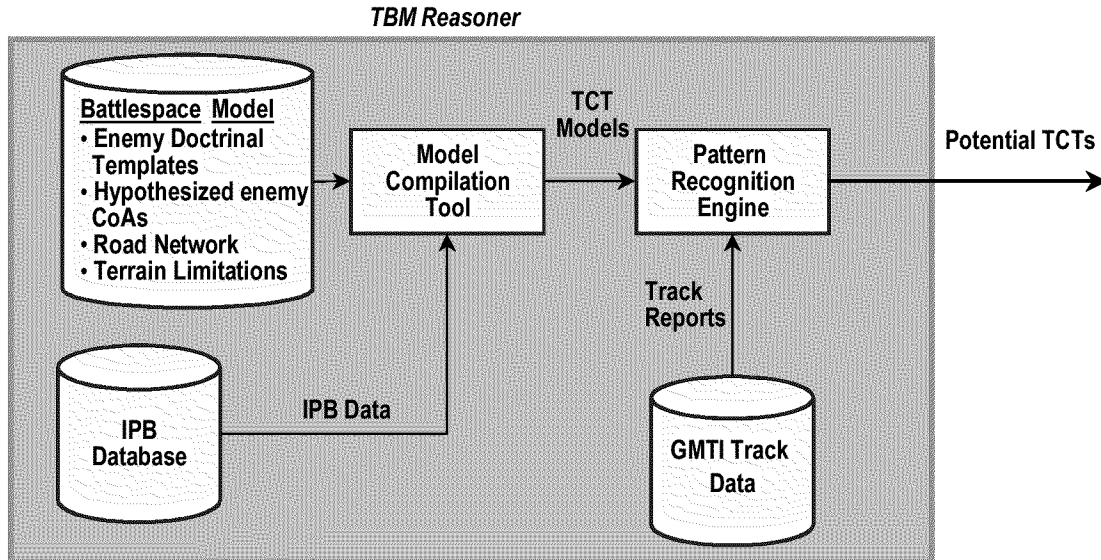 TBM Reasoner
Battlespace Model
• Enemy Doctrinal
Templates
• Hypothesized enemy
CoAs
• Road Network
• Terrain Limitations
Model
Compilation
Tool
TCT
Models
Pattern
Recognition
Engine
Potential TCTs
Track
Reports
IPB Data
IPB
Database
GMTI Track
Data